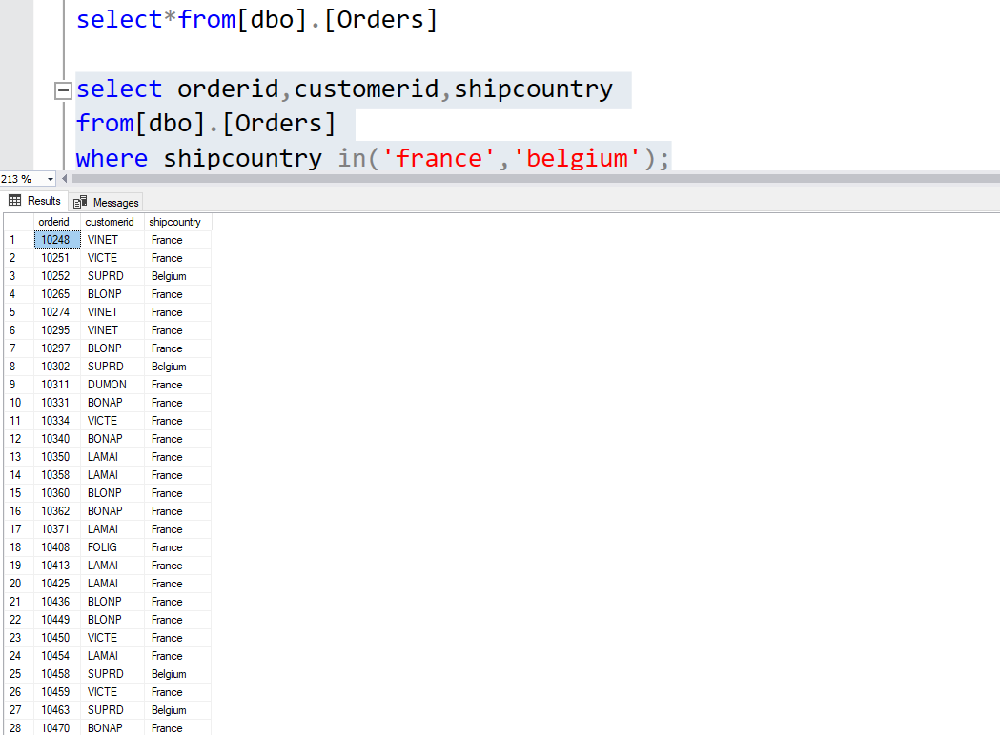 select*from[dbo].[Orders]
select orderid,customerid,shipcountry
from[dbo].[Orders]
where shipcountry in('france','belgium');
213 %
Results Messages
orderid customerid shipcountry
1 10248 VINET France
2 10251 VICTE France
3 10252 SUPRD Belgium
4 10265 BLONP France
5 10274 VINET France
6 10295 VINET France
7 10297 BLONP France
8 10302 SUPRD Belgium
9 10311 DUMON France
10 10331 BONAP France
11 10334 VICTE France
12 10340 BONAP France
13 10350 LAMAI France
14 10358 LAMAI France
15 10360 BLONP France
16 10362 BONAP France
17 10371 LAMAI France
18 10408 FOLIG France
19 10413 LAMAI France
20 10425 LAMAI France
21 10436 BLONP France
22 10449 BLONP France
23 10450 VICTE France
24 10454 LAMAI France
25 10458 SUPRD Belgium
26 10459 VICTE France
27 10463 SUPRD Belgium
28 10470 BONAP France